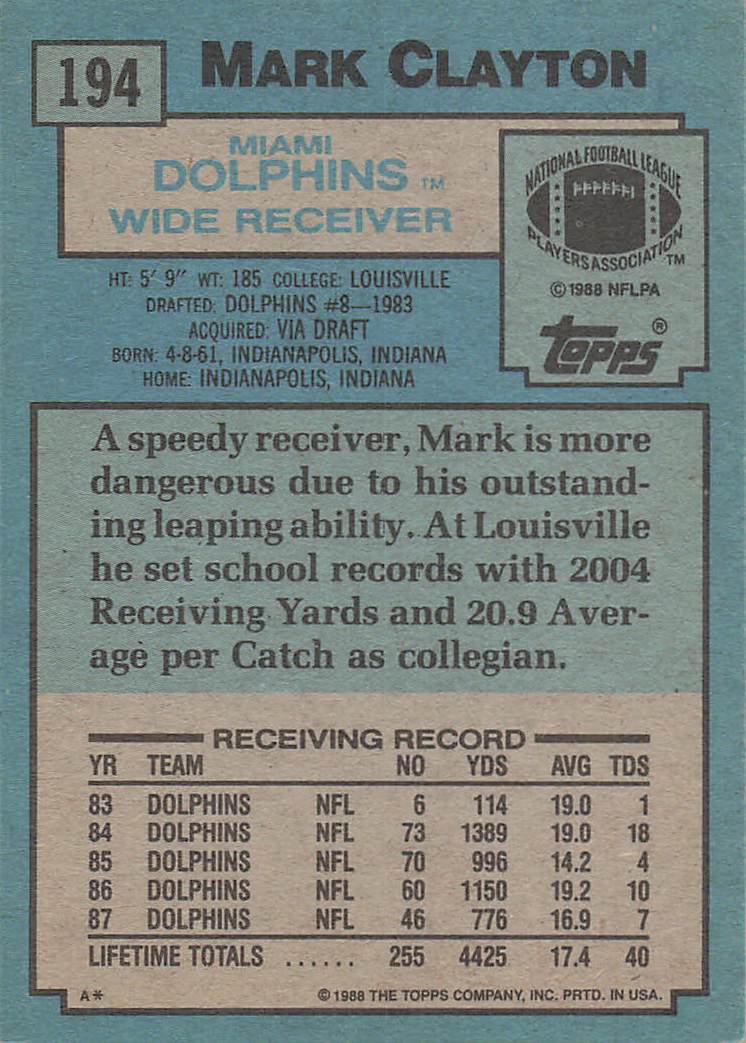 194
MARK CLAYTON
MIAMI
DOLPHINS TM
WIDE RECEIVER
NATIONAL FOOTBALL LEAGUE
PLAYERS ASSOCIATION TM
© 1988 NFLPA
topps ®
HT: 5' 9" WT: 185 COLLEGE: LOUISVILLE
DRAFTED: DOLPHINS #8—1983
ACQUIRED: VIA DRAFT
BORN: 4-8-61, INDIANAPOLIS, INDIANA
HOME: INDIANAPOLIS, INDIANA
A speedy receiver, Mark is more
dangerous due to his outstand-
ing leaping ability. At Louisville
he set school records with 2004
Receiving Yards and 20.9 Aver-
age per Catch as collegian.
RECEIVING RECORD
YR TEAM NO YDS AVG TDS
83 DOLPHINS NFL 6 114 19.0 1
84 DOLPHINS NFL 73 1389 19.0 18
85 DOLPHINS NFL 70 996 14.2 4
86 DOLPHINS NFL 60 1150 19.2 10
87 DOLPHINS NFL 46 776 16.9 7
LIFETIME TOTALS ...... 255 4425 17.4 40
A* © 1988 THE TOPPS COMPANY, INC. PRTD. IN USA.